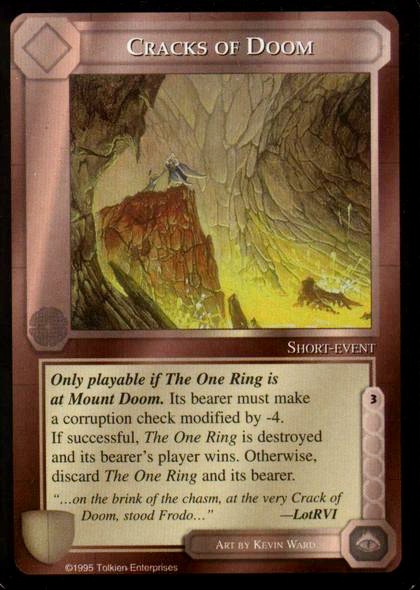 Cracks of Doom
Short-event
Only playable if The One Ring is
at Mount Doom. Its bearer must make
a corruption check modified by -4.
If successful, The One Ring is destroyed
and its bearer's player wins. Otherwise,
discard The One Ring and its bearer.
“...on the brink of the chasm, at the very Crack of
Doom, stood Frodo...” —LotRVI
3
Art by Kevin Ward
©1995 Tolkien Enterprises